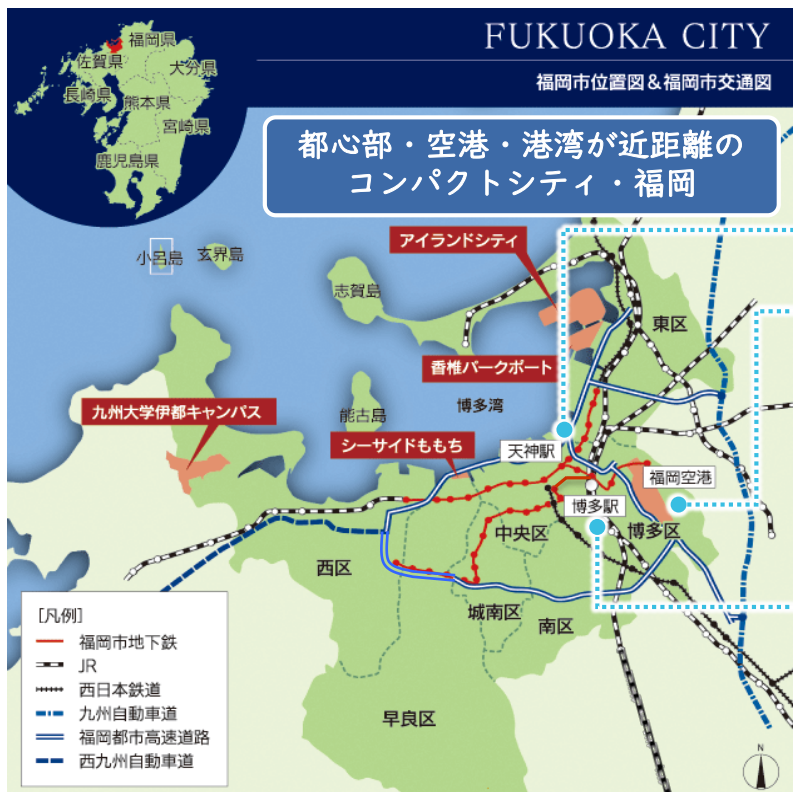 FUKUOKA CITY
福岡市位置図&福岡市交通図
福岡県
佐賀県
大分県
長崎県
熊本県
宮崎県
鹿児島県
都心部・空港・港湾が近距離の
コンパクトシティ・福岡
小呂島
玄界島
アイランドシティ
志賀島
東区
香椎パークポート
九州大学伊都キャンパス
能古島
博多湾
シーサイドももち
天神駅
福岡空港
博多駅
中央区
博多区
西区
城南区
南区
早良区
[凡例]
福岡市地下鉄
JR
西日本鉄道
九州自動車道
福岡都市高速道路
西九州自動車道
N